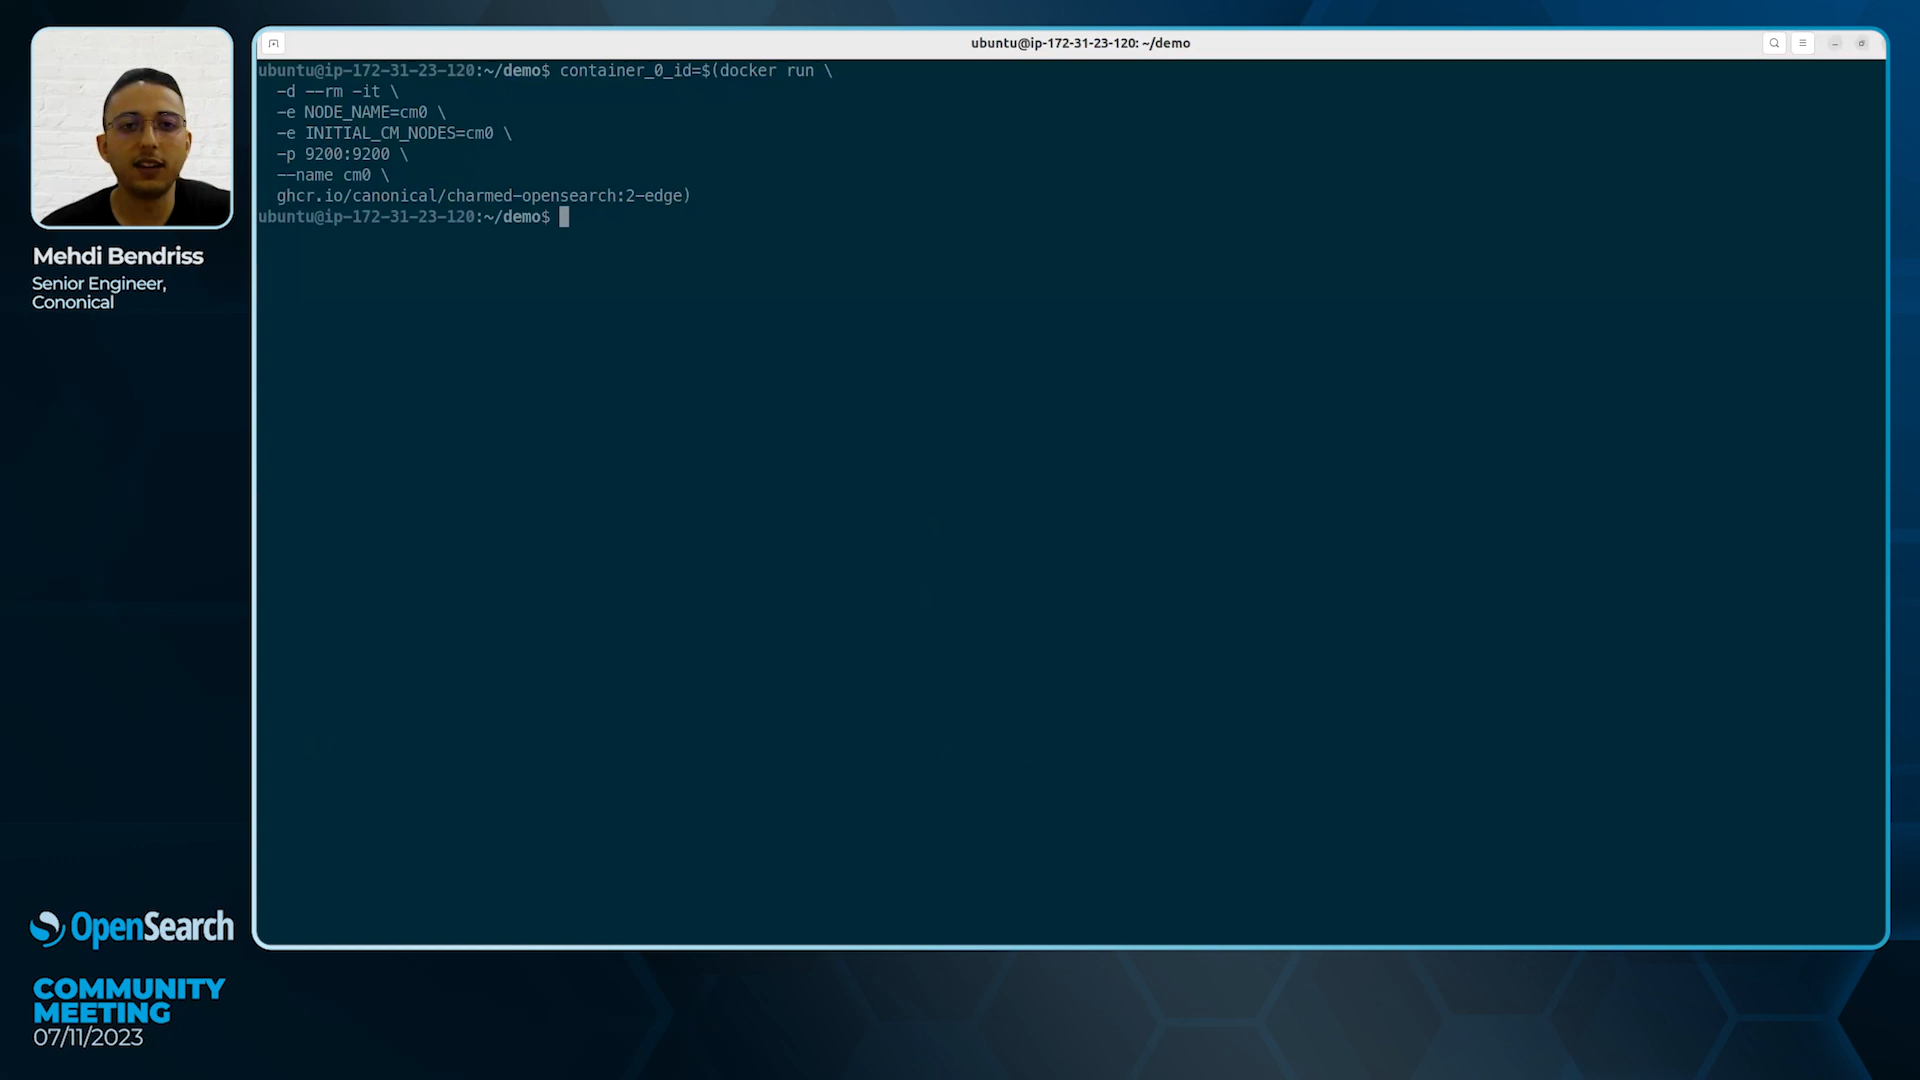 ubuntu@ip-172-31-23-120: ~/demo
ubuntu@ip-172-31-23-120:~/demo$ container_0_id=$(docker run \
-d --rm -it \
-e NODE_NAME=cm0 \
-e INITIAL_CM_NODES=cm0 \
-p 9200:9200 \
--name cm0 \
ghcr.io/canonical/charmed-opensearch:2-edge)
ubuntu@ip-172-31-23-120:~/demo$
Mehdi Bendriss
Senior Engineer,
Cononical
OpenSearch
COMMUNITY
MEETING
07/11/2023